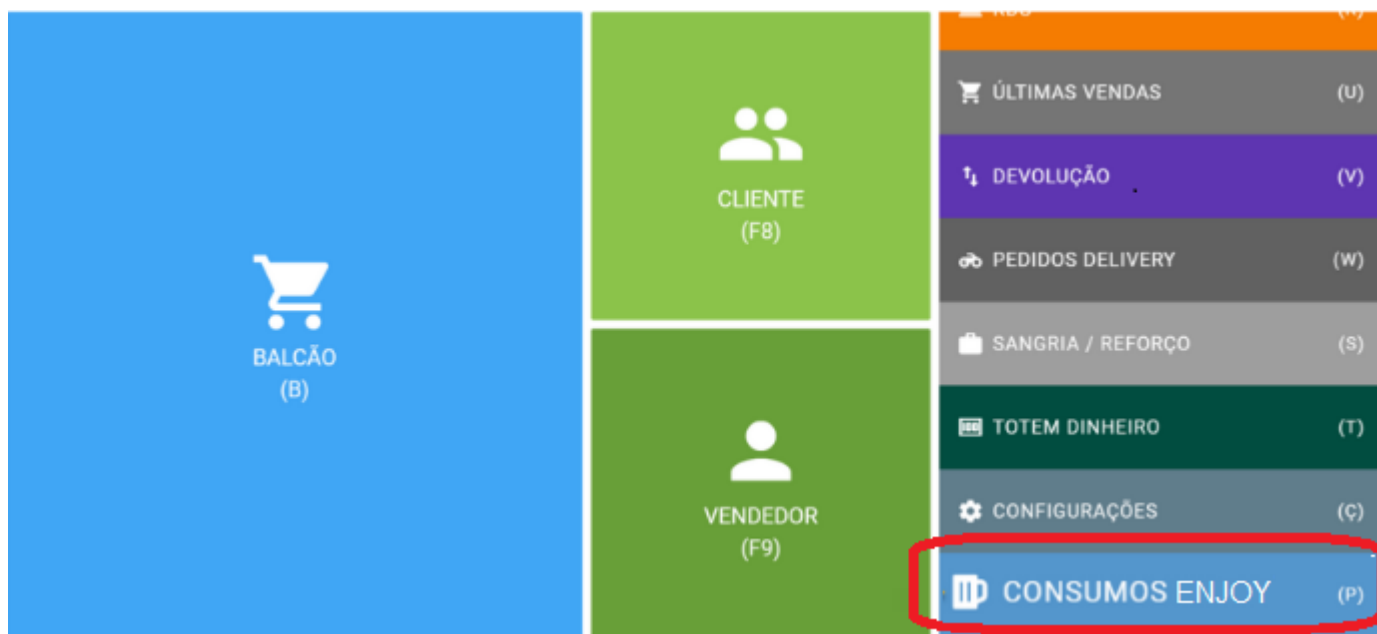 BALCÃO
(B)
CLIENTE
(F8)
VENDEDOR
(F9)
ÚLTIMAS VENDAS (U)
DEVOLUÇÃO (V)
PEDIDOS DELIVERY (W)
SANGRIA / REFORÇO (S)
TOTEM DINHEIRO (T)
CONFIGURAÇÕES (Ç)
CONSUMOS ENJOY (P)